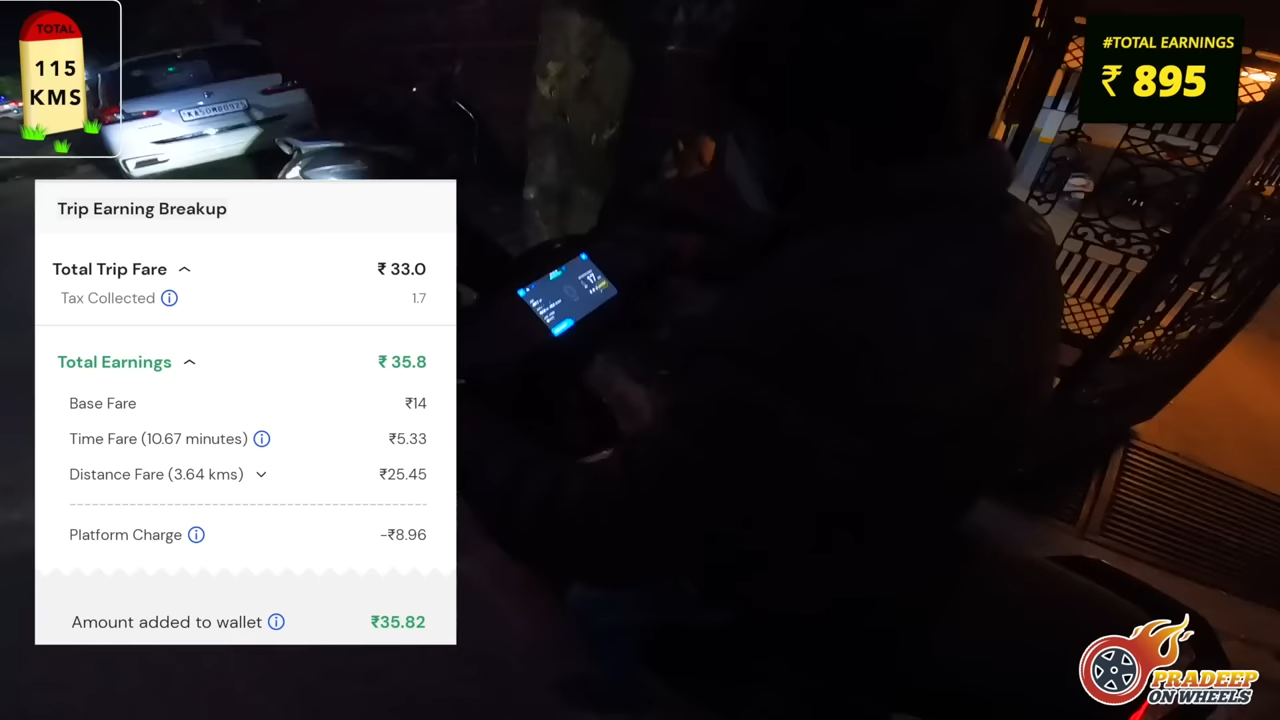 TOTAL
115
KMS
#TOTAL EARNINGS
₹ 895
Trip Earning Breakup
Total Trip Fare ₹ 33.0
Tax Collected 1.7
Total Earnings ₹ 35.8
Base Fare ₹14
Time Fare (10.67 minutes) ₹5.33
Distance Fare (3.64 kms) ₹25.45
Platform Charge -₹8.96
Amount added to wallet ₹35.82
PRADEEP
ON WHEELS